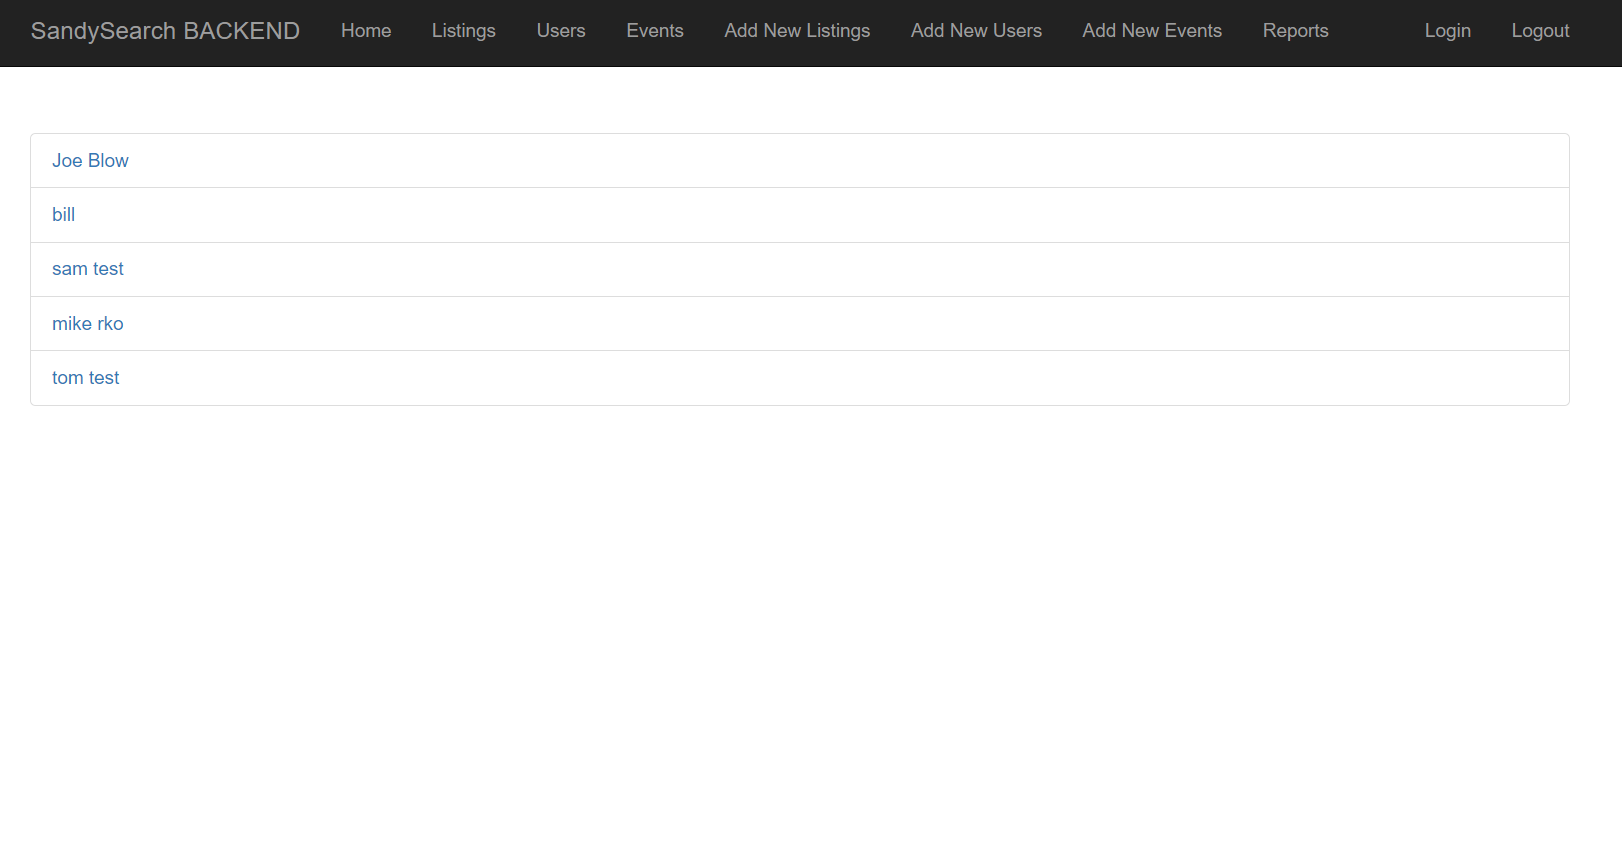 SandySearch BACKEND Home Listings Users Events Add New Listings Add New Users Add New Events Reports Login Logout
Joe Blow
bill
sam test
mike rko
tom test